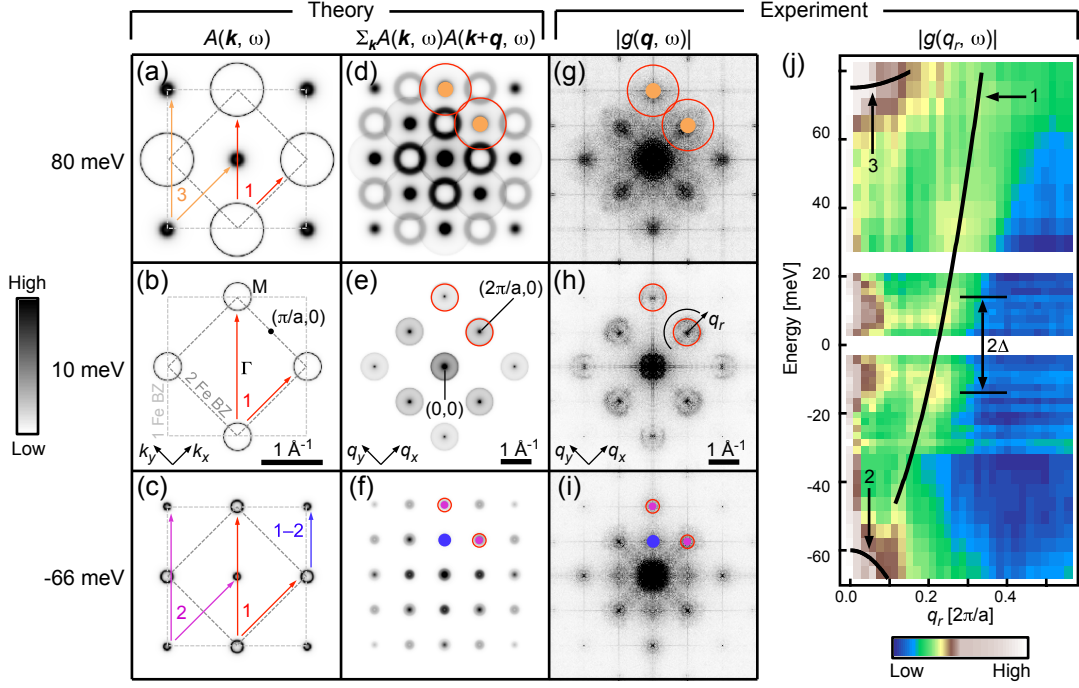 Theory
Experiment
A(k, ω)
Σ_k A(k, ω)A(k+q, ω)
|g(q, ω)|
|g(q_r, ω)|
(a)
(d)
(g)
(j)
80 meV
3
1
1
3
60
40
20
0
-20
-40
-60
Energy [meV]
2Δ
2
High
Low
10 meV
(b)
M
(π/a,0)
Γ
1
1 Fe BZ
2 Fe BZ
k_y
k_x
1 Å⁻¹
(e)
(2π/a,0)
(0,0)
q_y
q_x
1 Å⁻¹
(h)
q_r
q_y
q_x
1 Å⁻¹
-66 meV
(c)
1–2
2
1
(f)
(i)
0.0
0.2
0.4
q_r [2π/a]
Low
High